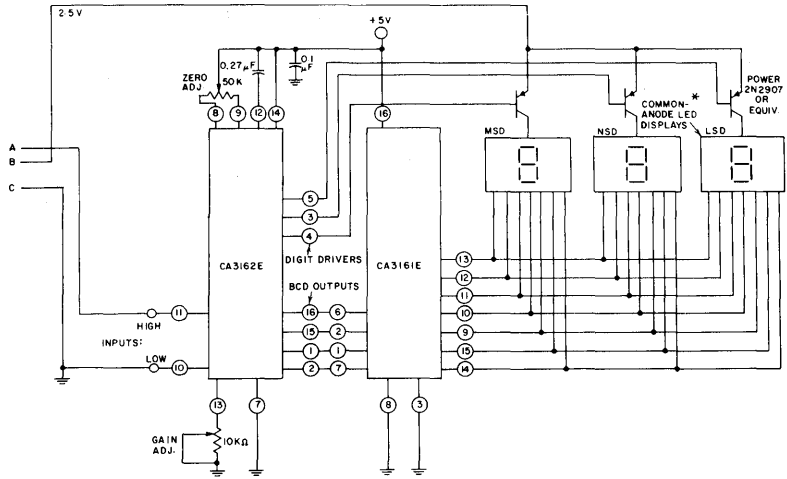 2.5V
+5V
0.27µF
0.1
µF
ZERO
ADJ.
50K
POWER
2N2907
OR
EQUIV.
*
COMMON-
ANODE LED
DISPLAYS
8
9
12
14
16
MSD
NSD
LSD
A
B
C
5
3
4
DIGIT DRIVERS
CA3162E
CA3161E
BCD OUTPUTS
13
12
11
10
9
15
14
11
HIGH
INPUTS:
LOW
10
16
6
15
2
1
1
2
7
13
7
8
3
GAIN
ADJ.
10KΩ